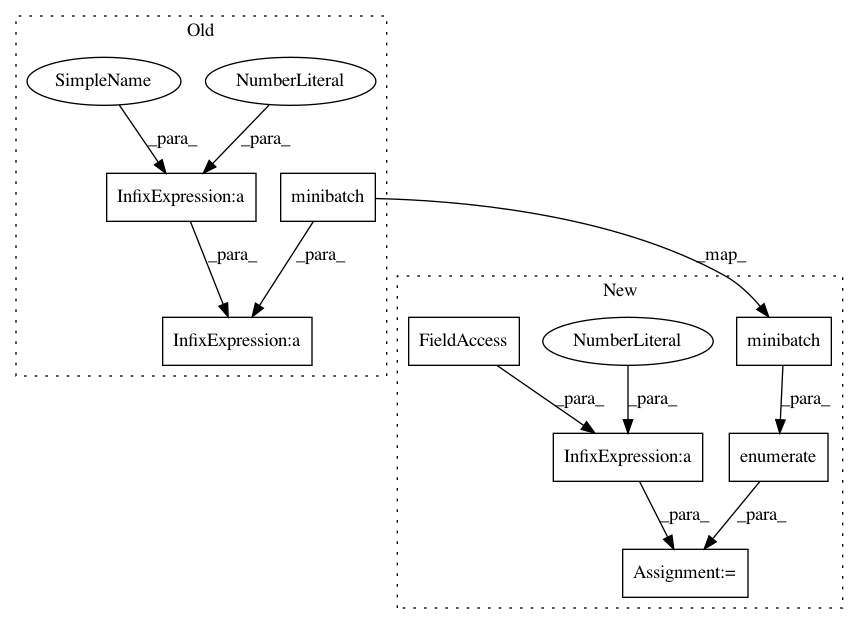 Old
SimpleName
NumberLiteral
_para_
_para_
InfixExpression:a
minibatch
_para_
_para_
_map_
InfixExpression:a
New
FieldAccess
NumberLiteral
minibatch
_para_
_para_
_para_
InfixExpression:a
enumerate
_para_
_para_
Assignment:=